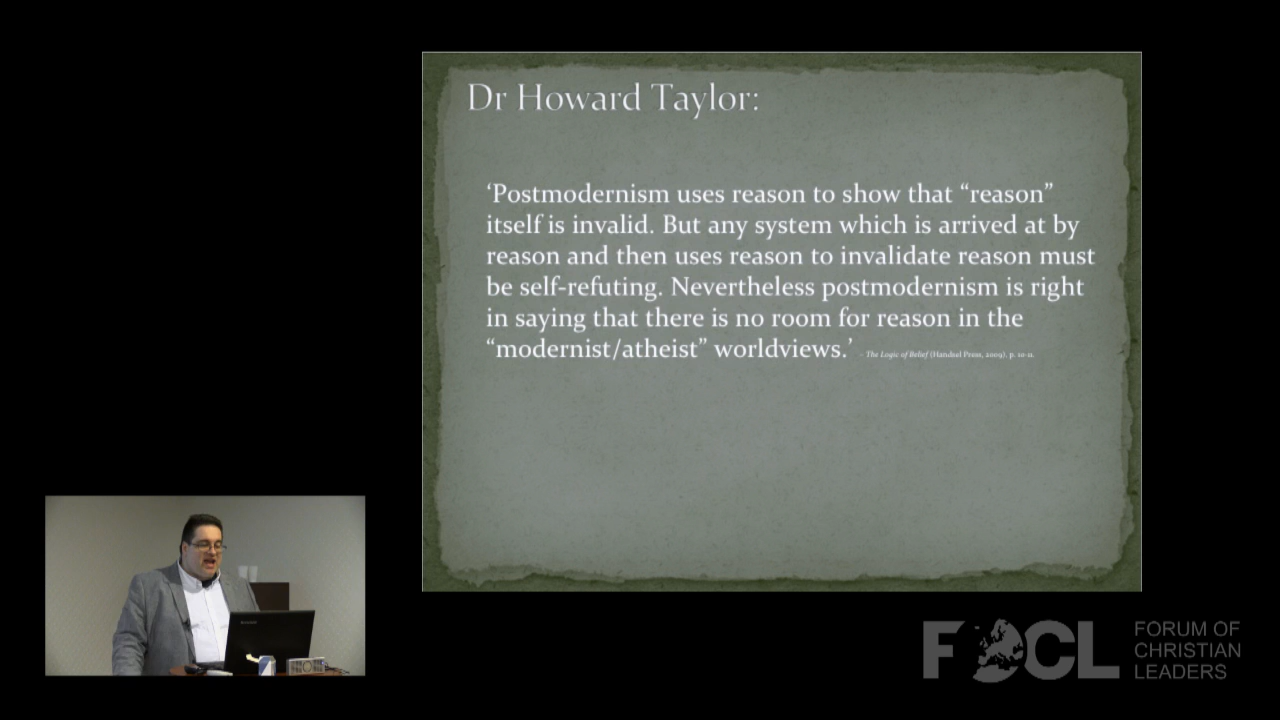 Dr Howard Taylor:
‘Postmodernism uses reason to show that “reason”
itself is invalid. But any system which is arrived at by
reason and then uses reason to invalidate reason must
be self-refuting. Nevertheless postmodernism is right
in saying that there is no room for reason in the
“modernist/atheist” worldviews.’ – The Logic of Belief (Handsel Press, 2009), p. 10-11.
FOCL
FORUM OF
CHRISTIAN
LEADERS